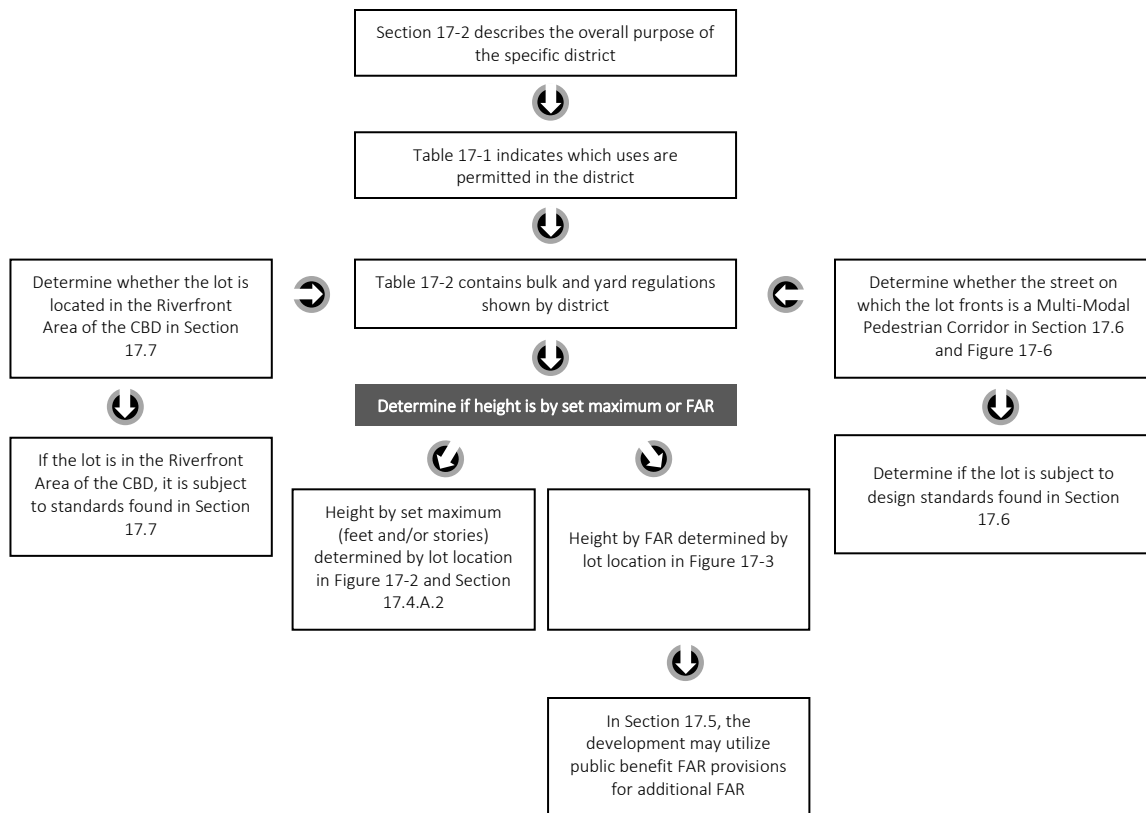 Section 17-2 describes the overall purpose of
the specific district
Table 17-1 indicates which uses are
permitted in the district
Determine whether the lot is
located in the Riverfront
Area of the CBD in Section
17.7
Table 17-2 contains bulk and yard regulations
shown by district
Determine whether the street on
which the lot fronts is a Multi-Modal
Pedestrian Corridor in Section 17.6
and Figure 17-6
Determine if height is by set maximum or FAR
If the lot is in the Riverfront
Area of the CBD, it is subject
to standards found in Section
17.7
Height by set maximum
(feet and/or stories)
determined by lot location
in Figure 17-2 and Section
17.4.A.2
Height by FAR determined by
lot location in Figure 17-3
Determine if the lot is subject to
design standards found in Section
17.6
In Section 17.5, the
development may utilize
public benefit FAR provisions
for additional FAR